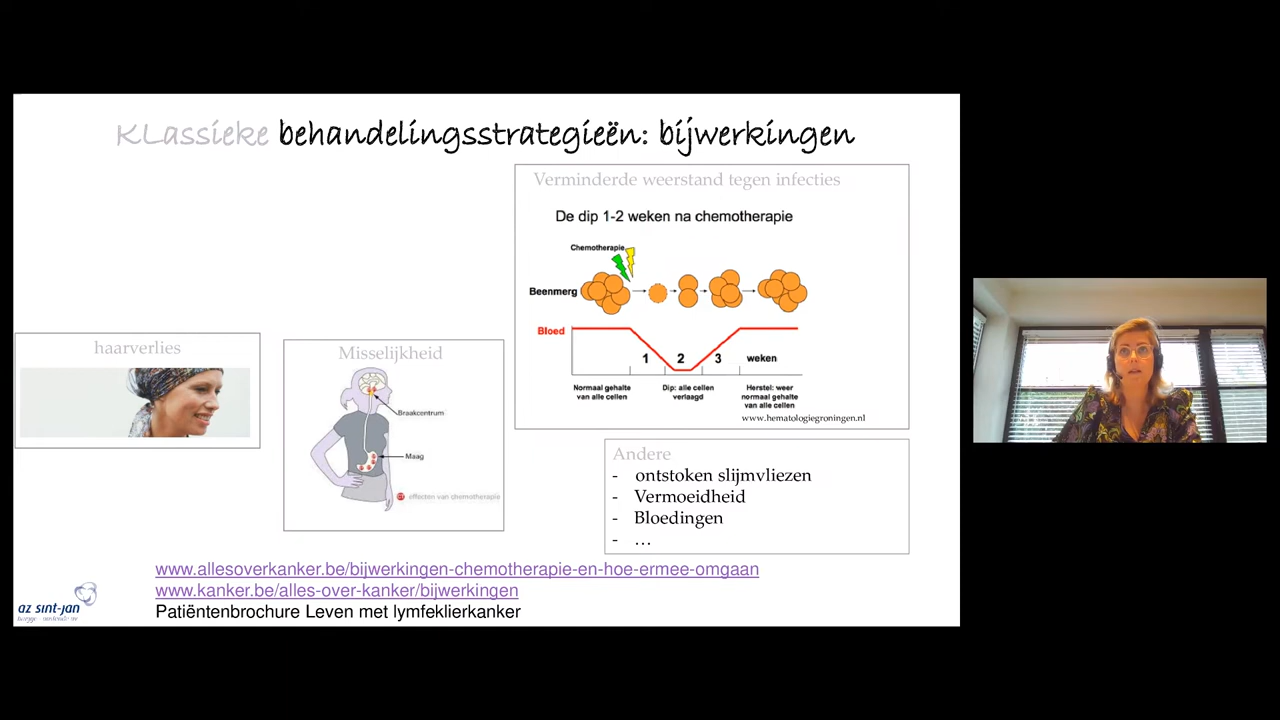 KLassieke behandelingsstrategieën: bijwerkingen
Verminderde weerstand tegen infecties
De dip 1-2 weken na chemotherapie
Chemotherapie
Beenmerg
Bloed
1 2 3 weken
Normaal gehalte
van alle cellen
Dip: alle cellen
verlaagd
Herstel: weer
normaal gehalte
van alle cellen
www.hematologiegroningen.nl
haarverlies
Misselijkheid
Braakcentrum
Maag
effecten van chemotherapie
Andere
- ontstoken slijmvliezen
- Vermoeidheid
- Bloedingen
- …
www.allesoverkanker.be/bijwerkingen-chemotherapie-en-hoe-ermee-omgaan
www.kanker.be/alles-over-kanker/bijwerkingen
Patiëntenbrochure Leven met lymfeklierkanker
az sint-jan